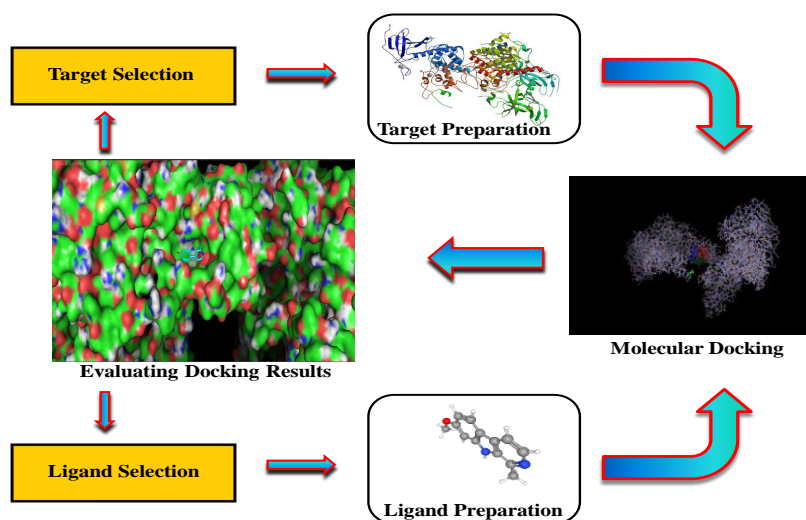 Target Selection
Target Preparation
Evaluating Docking Results
Molecular Docking
Ligand Selection
Ligand Preparation